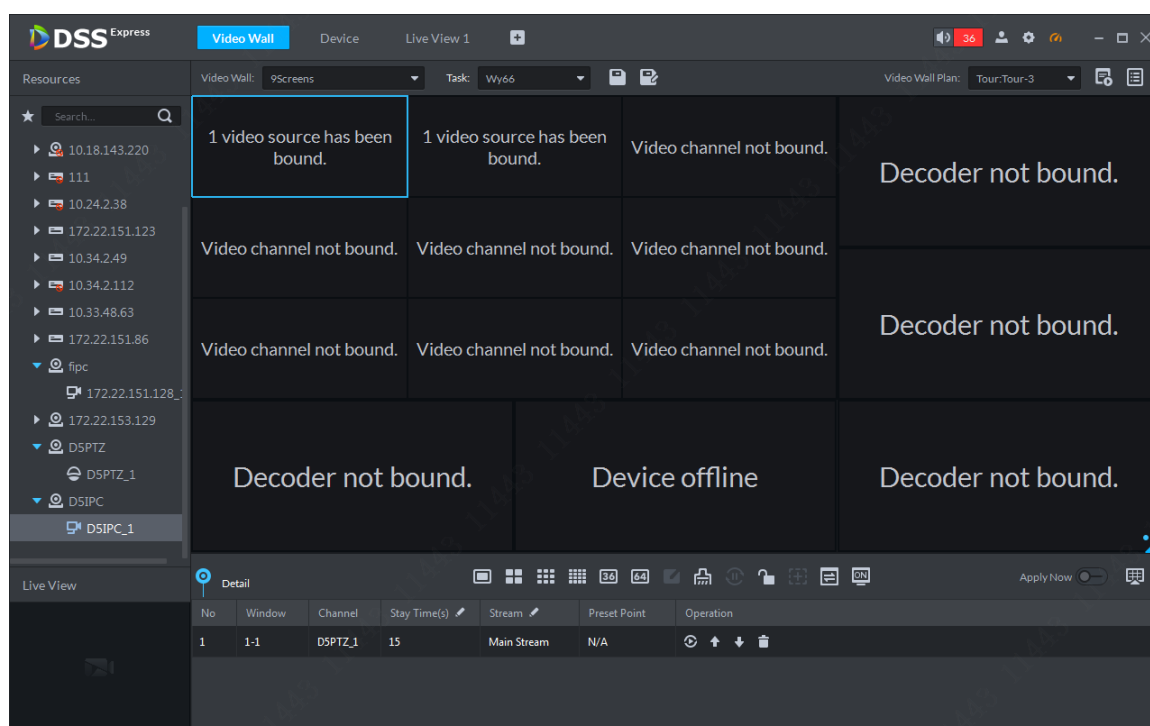 DSS Express
Video Wall
Device
Live View 1
36
Resources
Video Wall: 9Screens
Task: Wy66
Video Wall Plan: Tour:Tour-3
Search...
10.18.143.220
111
10.24.2.38
172.22.151.123
10.34.2.49
10.34.2.112
10.33.48.63
172.22.151.86
fipc
172.22.151.128_
172.22.153.129
D5PTZ
D5PTZ_1
D5IPC
D5IPC_1
1 video source has been
bound.
1 video source has been
bound.
Video channel not bound.
Decoder not bound.
Video channel not bound.
Video channel not bound.
Video channel not bound.
Decoder not bound.
Video channel not bound.
Video channel not bound.
Video channel not bound.
Decoder not bound.
Device offline
Decoder not bound.
Live View
Detail
36
64
ON
Apply Now
No Window Channel Stay Time(s) Stream Preset Point Operation
1 1-1 D5PTZ_1 15 Main Stream N/A